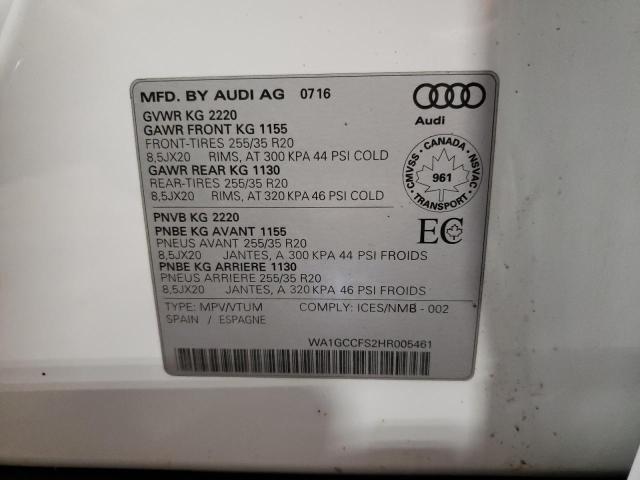 MFD. BY AUDI AG 0716
Audi
GVWR KG 2220
GAWR FRONT KG 1155
FRONT-TIRES 255/35 R20
8,5JX20 RIMS, AT 300 KPA 44 PSI COLD
GAWR REAR KG 1130
REAR-TIRES 255/35 R20
8,5JX20 RIMS, AT 320 KPA 46 PSI COLD
CMVSS - CANADA - NSVAC
961
TRANSPORT
PNVB KG 2220
PNBE KG AVANT 1155
PNEUS AVANT 255/35 R20
8,5JX20 JANTES, A 300 KPA 44 PSI FROIDS
PNBE KG ARRIERE 1130
PNEUS ARRIERE 255/35 R20
8,5JX20 JANTES, A 320 KPA 46 PSI FROIDS
EC
TYPE: MPV/VTUM COMPLY: ICES/NMB - 002
SPAIN / ESPAGNE
WA1GCCFS2HR005461